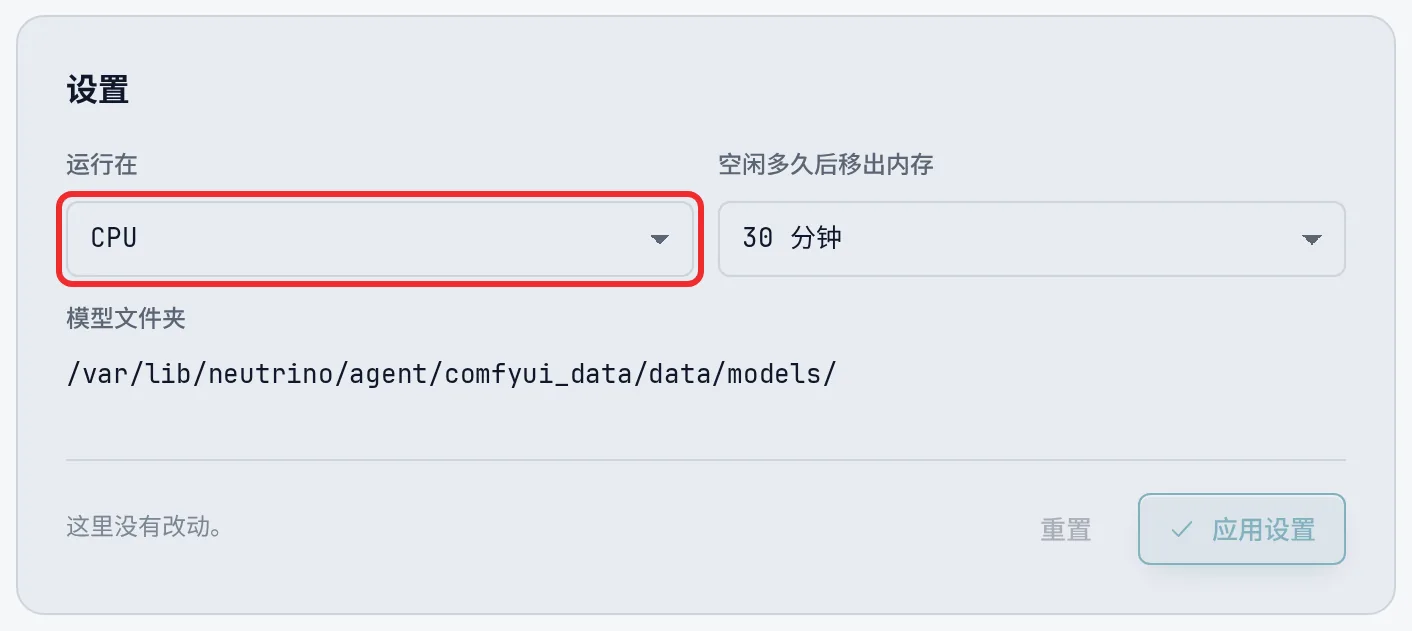 设置
运行在
空闲多久后移出内存
CPU
30 分钟
模型文件夹
/var/lib/neutrino/agent/comfyui_data/data/models/
这里没有改动。
重置
应用设置